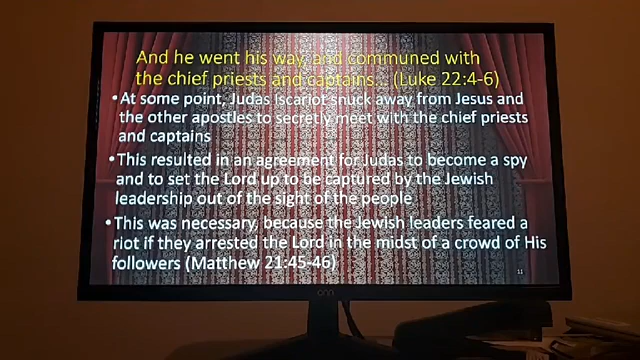 And he went his way, and communed with
the chief priests and captains... (Luke 22:4-6)
•At some point, Judas Iscariot snuck away from Jesus and
the other apostles to secretly meet with the chief priests
and captains
•This resulted in an agreement for Judas to become a spy
and to set the Lord up to be captured by the Jewish
leadership out of the sight of the people
•This was necessary, because the Jewish leaders feared a
riot if they arrested the Lord in the midst of a crowd of His
followers (Matthew 21:45-46)
11
onn